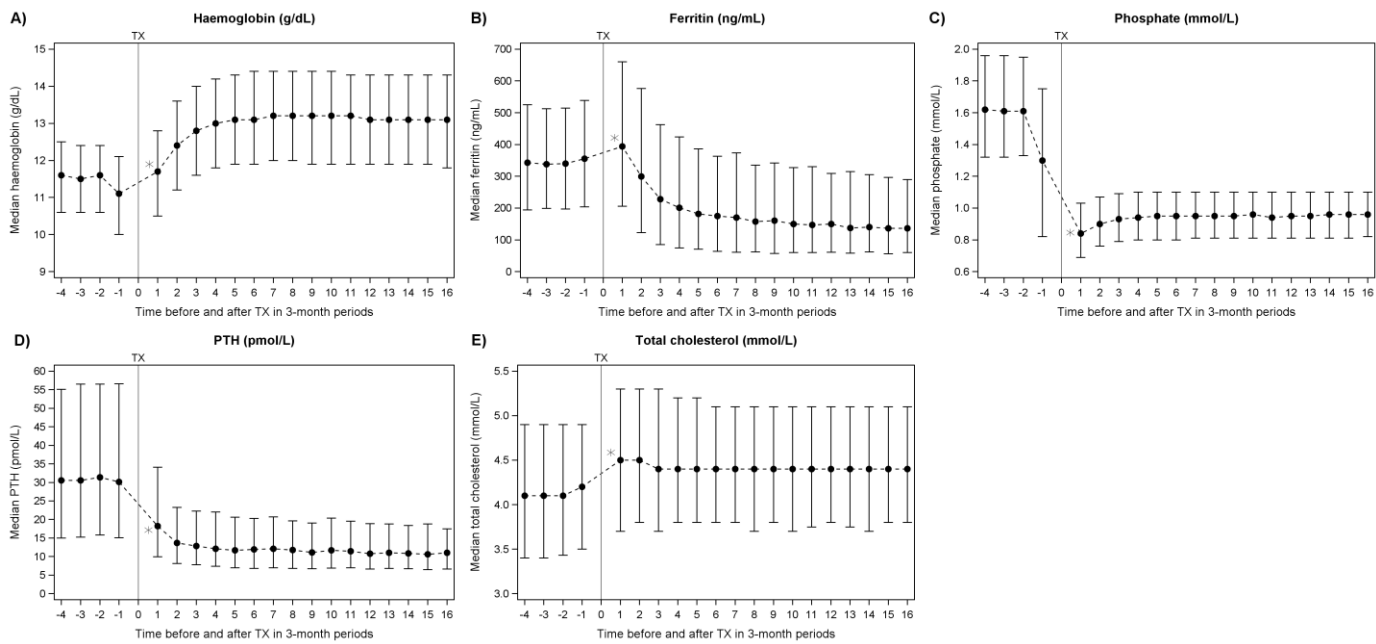 A) Haemoglobin (g/dL)
TX
Median haemoglobin (g/dL)
15
14
13
12
11
10
9
*
-4 -3 -2 -1 0 1 2 3 4 5 6 7 8 9 10 11 12 13 14 15 16
Time before and after TX in 3-month periods
B) Ferritin (ng/mL)
TX
Median ferritin (ng/mL)
700
600
500
400
300
200
100
0
*
-4 -3 -2 -1 0 1 2 3 4 5 6 7 8 9 10 11 12 13 14 15 16
Time before and after TX in 3-month periods
C) Phosphate (mmol/L)
TX
Median phosphate (mmol/L)
2.0
1.8
1.6
1.4
1.2
1.0
0.8
0.6
*
-4 -3 -2 -1 0 1 2 3 4 5 6 7 8 9 10 11 12 13 14 15 16
Time before and after TX in 3-month periods
D) PTH (pmol/L)
TX
Median PTH (pmol/L)
60
55
50
45
40
35
30
25
20
15
10
5
0
*
-4 -3 -2 -1 0 1 2 3 4 5 6 7 8 9 10 11 12 13 14 15 16
Time before and after TX in 3-month periods
E) Total cholesterol (mmol/L)
TX
Median total cholesterol (mmol/L)
5.5
5.0
4.5
4.0
3.5
3.0
*
-4 -3 -2 -1 0 1 2 3 4 5 6 7 8 9 10 11 12 13 14 15 16
Time before and after TX in 3-month periods